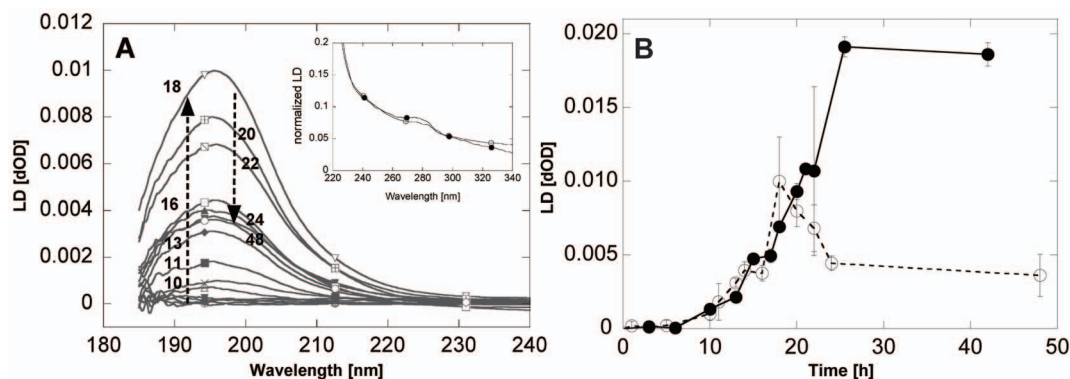 A
0.012
0.01
0.008
0.006
0.004
0.002
0
LD [dOD]
180 190 200 210 220 230 240
Wavelength [nm]
18
20
22
16
24
48
13
11
10
0.2
0.15
0.1
0.05
0
normalized LD
220 240 260 280 300 320 340
Wavelength [nm]
B
0.020
0.015
0.010
0.005
0
LD [dOD]
0 10 20 30 40 50
Time [h]